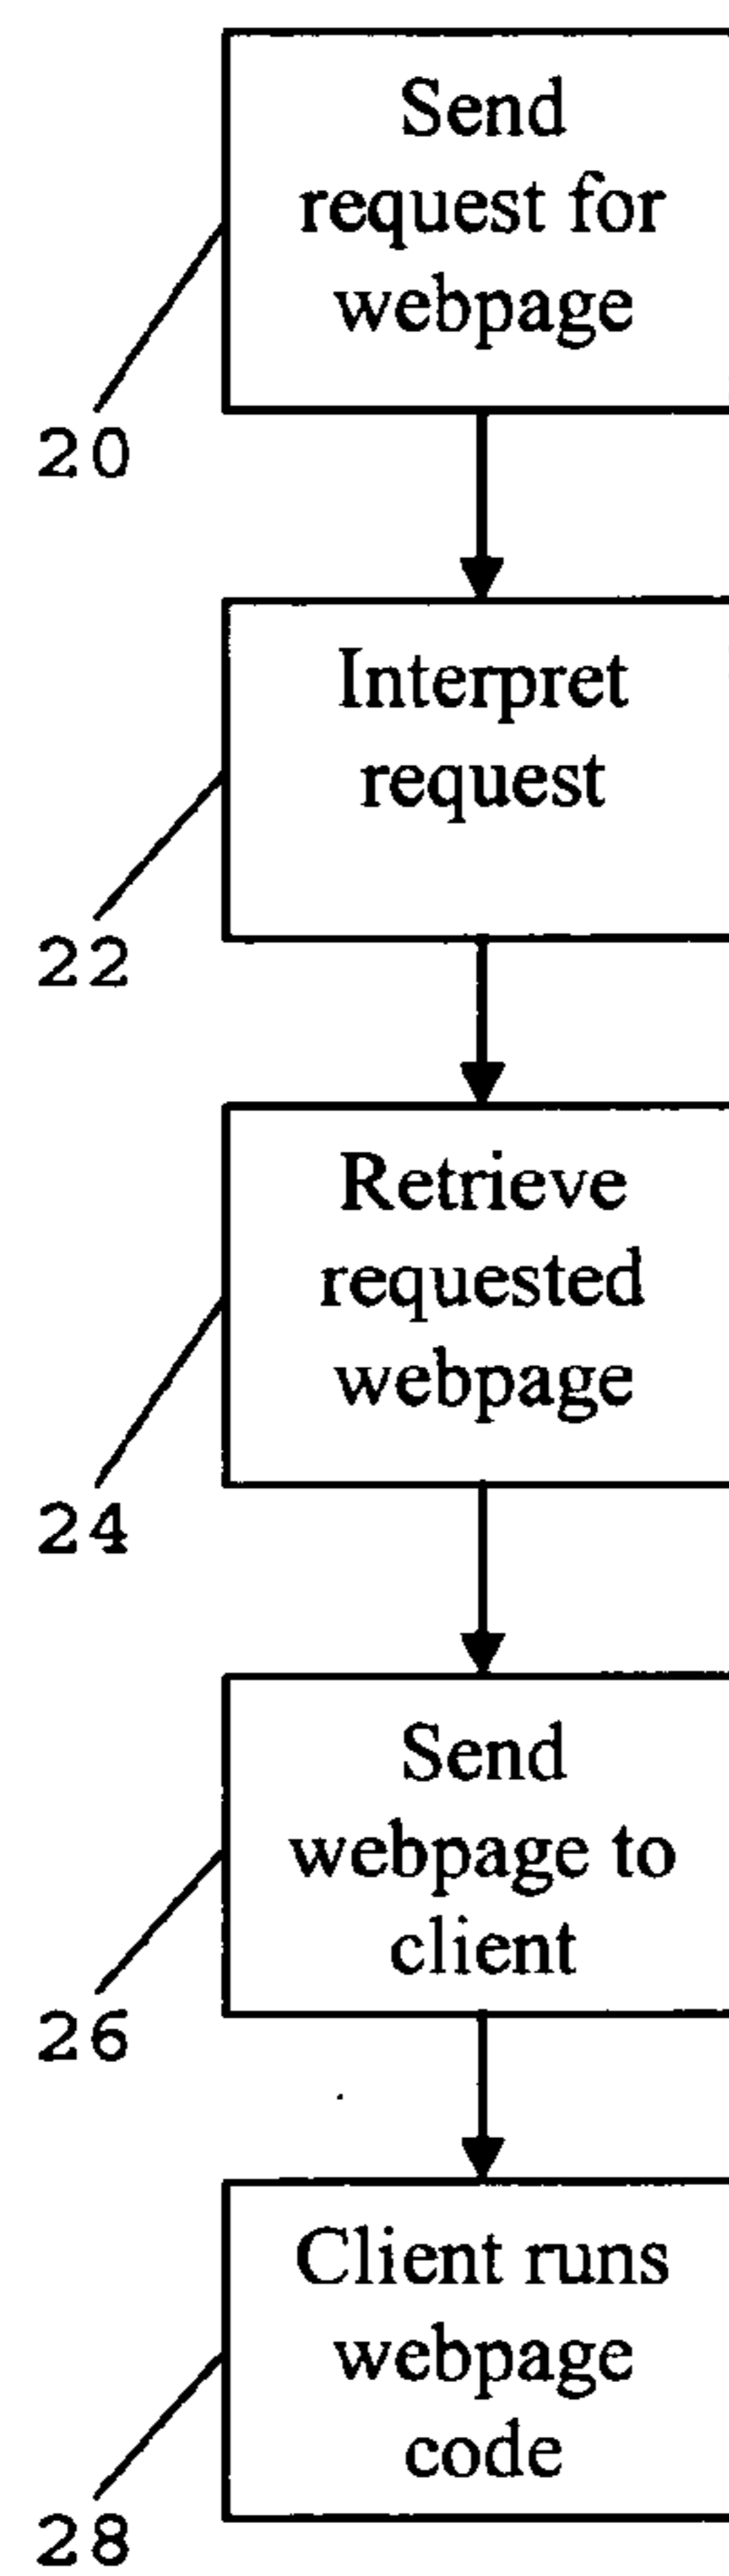 Send
request for
webpage
20
Interpret
request
22
Retrieve
requested
webpage
24
Send
webpage to
client
26
Client runs
webpage
code
28